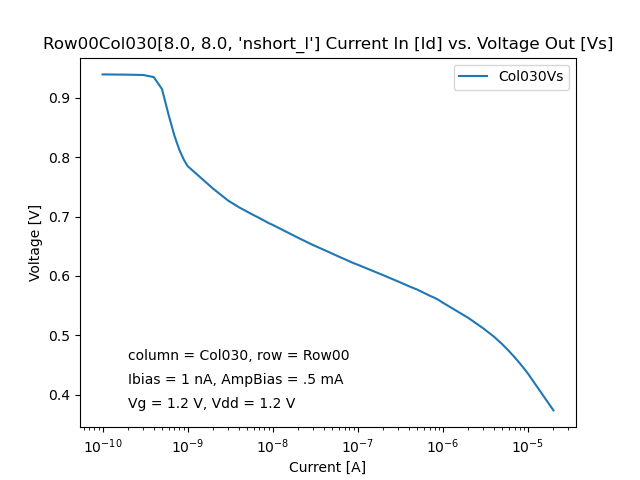 Row00Col030[8.0, 8.0, 'nshort_l'] Current In [Id] vs. Voltage Out [Vs]
Col030Vs
Voltage [V]
0.9
0.8
0.7
0.6
0.5
0.4
column = Col030, row = Row00
Ibias = 1 nA, AmpBias = .5 mA
Vg = 1.2 V, Vdd = 1.2 V
10⁻¹⁰ 10⁻⁹ 10⁻⁸ 10⁻⁷ 10⁻⁶ 10⁻⁵
Current [A]